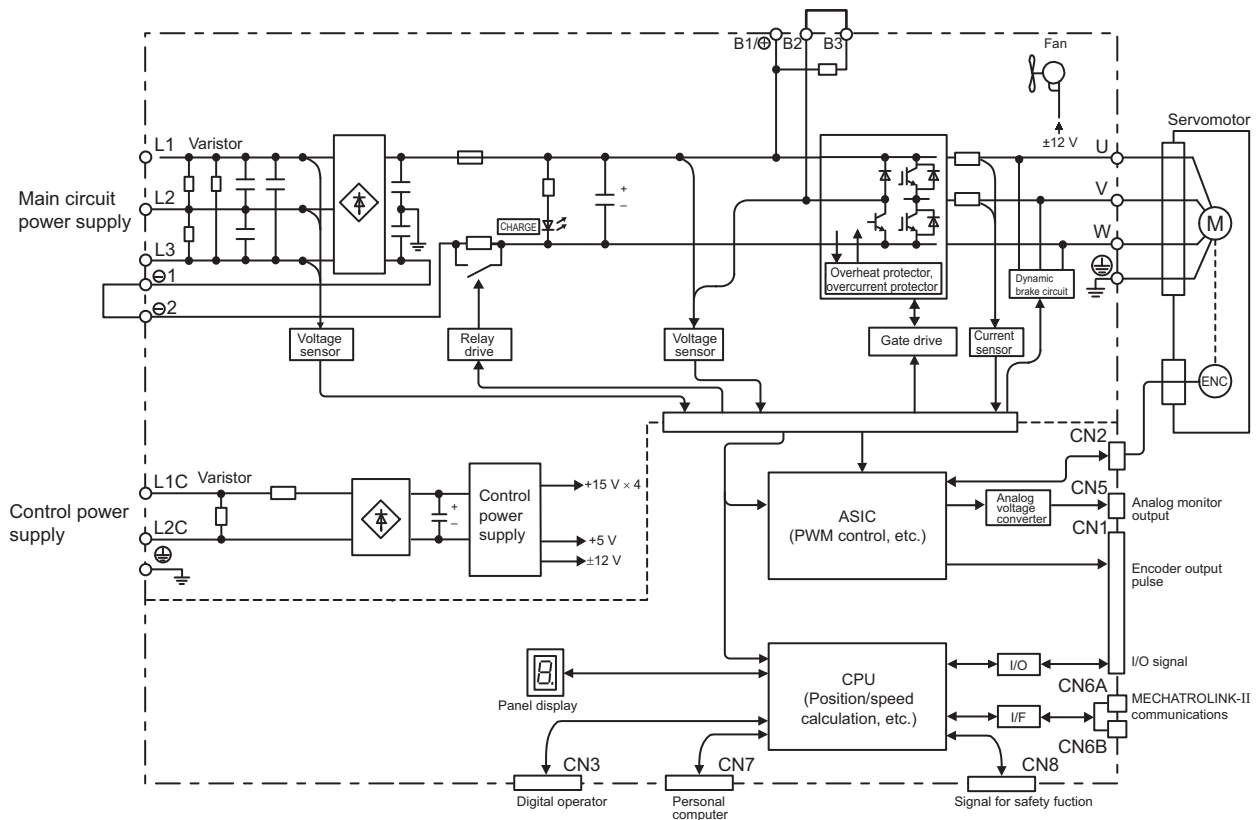 B1/⊕ B2 B3
Fan
±12 V
Servomotor
L1 Varistor
U
Main circuit
power supply
L2
V
M
CHARGE
+
–
W
L3
⊖1
⊖2
Overheat protector,
overcurrent protector
Dynamic
brake circuit
Voltage
sensor
Relay
drive
Voltage
sensor
Gate drive
Current
sensor
ENC
CN2
L1C Varistor
Control power
supply
L2C
+
–
Control
power
supply
+15 V × 4
+5 V
±12 V
ASIC
(PWM control, etc.)
Analog
voltage
converter
CN5
Analog monitor
output
CN1
Encoder output
pulse
8.
Panel display
CPU
(Position/speed
calculation, etc.)
I/O
I/O signal
CN6A
I/F
MECHATROLINK-II
communications
CN6B
CN3
CN7
CN8
Digital operator
Personal
computer
Signal for safety fuction